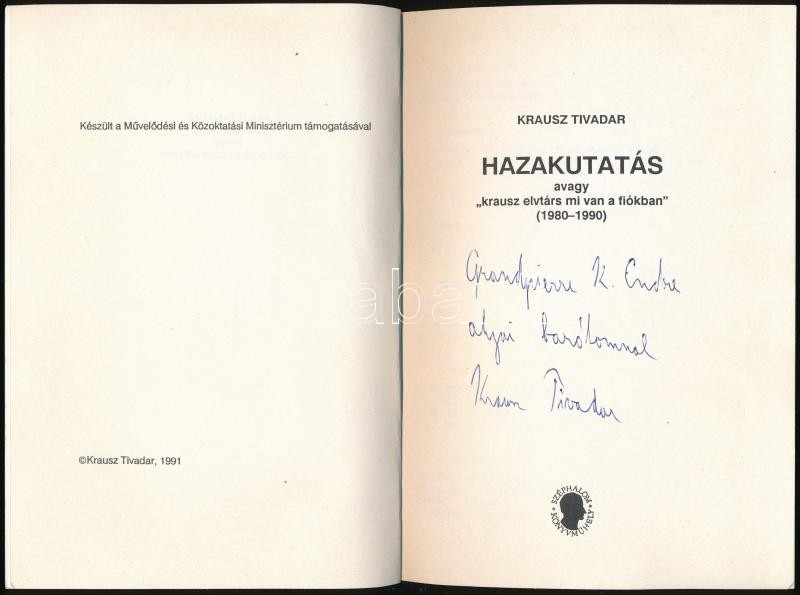 Készült a Művelődési és Közoktatási Minisztérium támogatásával
©Krausz Tivadar, 1991
KRAUSZ TIVADAR
HAZAKUTATÁS
avagy
„krausz elvtárs mi van a fiókban”
(1980–1990)
Grandpierre K. Endre
atyai barátomnak
Krausz Tivadar
SZÉPHALOM
KÖNYVMŰHELY